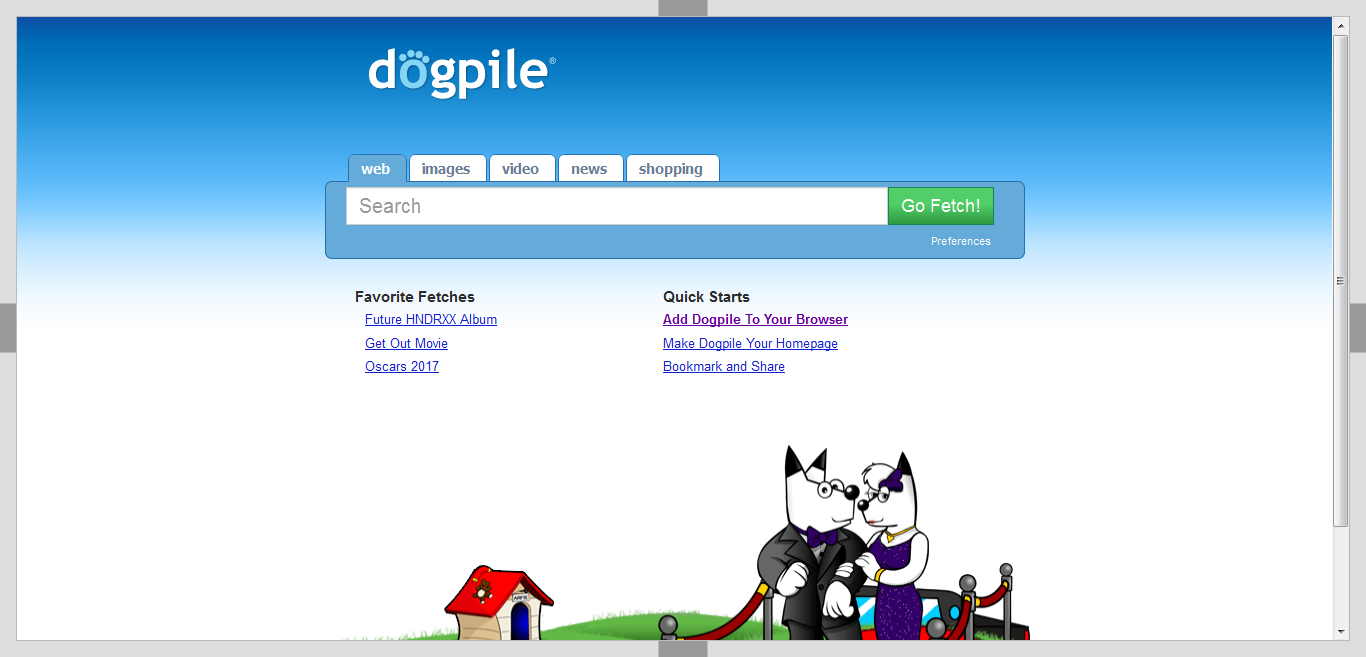 dogpile®
web images video news shopping
Search Go Fetch!
Preferences
Favorite Fetches
Future HNDRXX Album
Get Out Movie
Oscars 2017
Quick Starts
Add Dogpile To Your Browser
Make Dogpile Your Homepage
Bookmark and Share
ARFIE